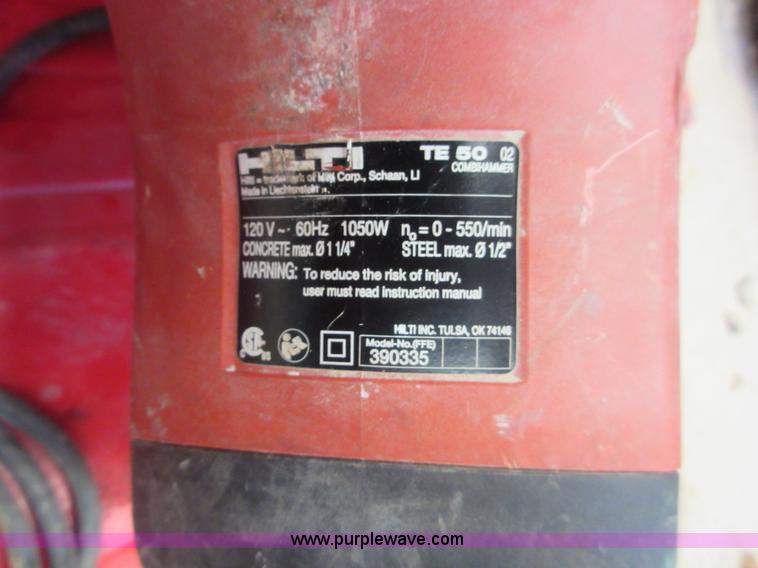 HILTI
TE 50 02
COMBIHAMMER
Hilti = trademark of Hilti Corp., Schaan, LI
Made in Liechtenstein
120 V ~ 60Hz 1050W n₀ = 0 - 550/min
CONCRETE max. Ø 1 1/4" STEEL max. Ø 1/2"
WARNING: To reduce the risk of injury,
user must read instruction manual
HILTI INC. TULSA, OK 74146
Model-No.(FFE)
390335
C US
www.purplewave.com